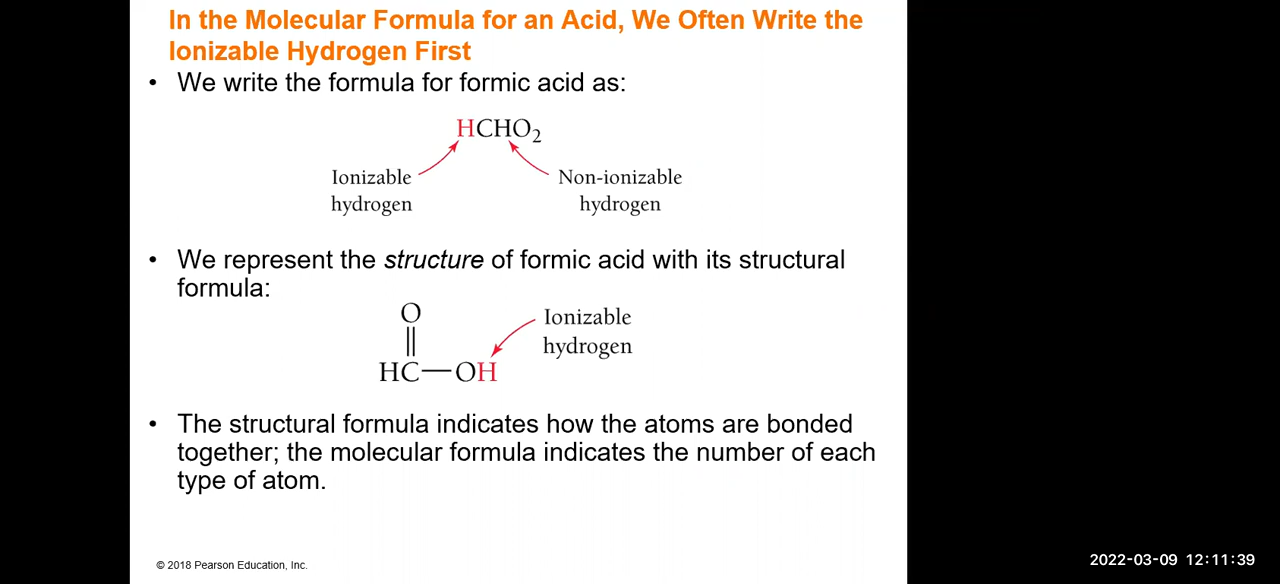 In the Molecular Formula for an Acid, We Often Write the
Ionizable Hydrogen First
• We write the formula for formic acid as:
HCHO₂
Ionizable
hydrogen
Non-ionizable
hydrogen
• We represent the structure of formic acid with its structural
formula:
O
||
HC—OH
Ionizable
hydrogen
• The structural formula indicates how the atoms are bonded
together; the molecular formula indicates the number of each
type of atom.
© 2018 Pearson Education, Inc.
2022-03-09 12:11:39